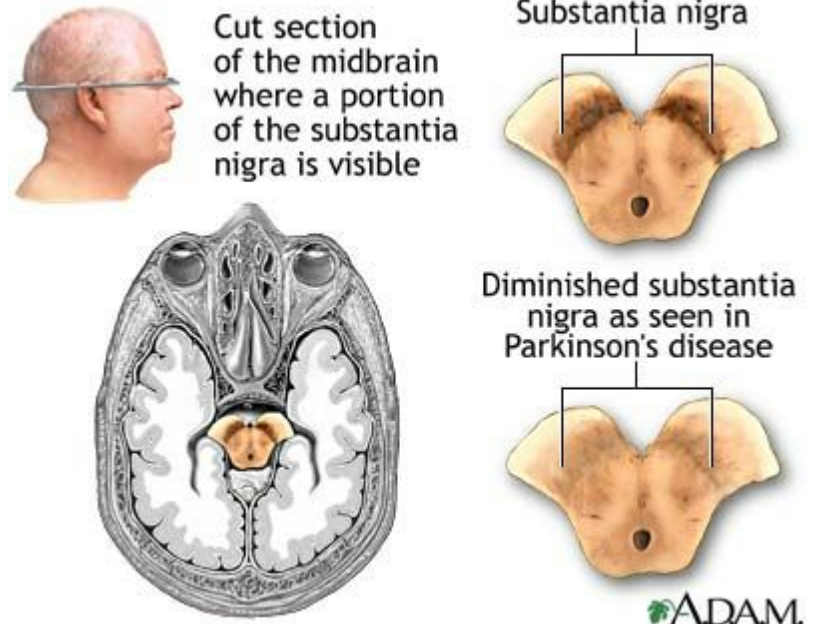 Cut section
of the midbrain
where a portion
of the substantia
nigra is visible
Substantia nigra
Diminished substantia
nigra as seen in
Parkinson's disease
A.D.A.M.